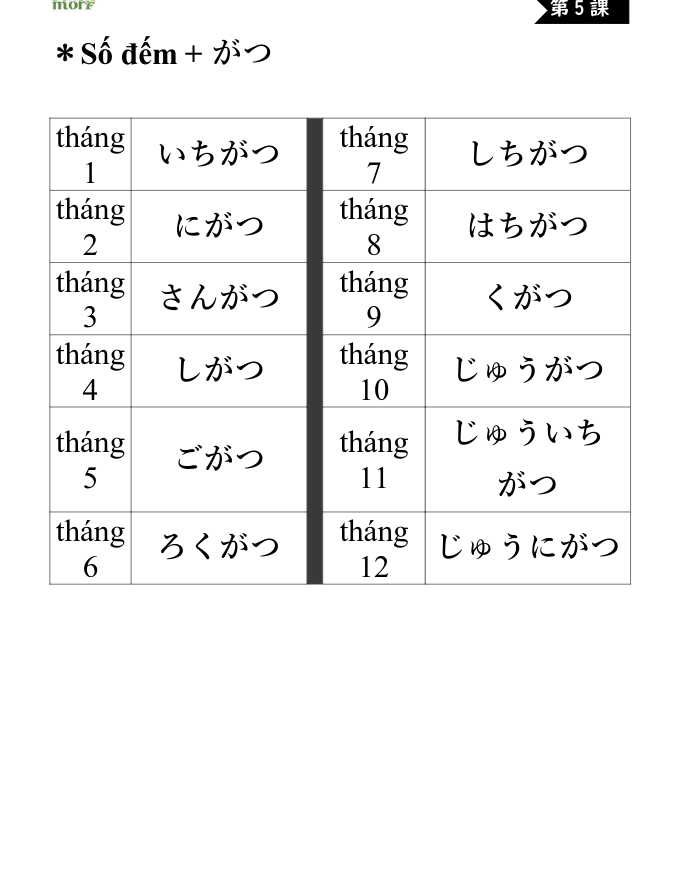 mori
第5課
＊Số đếm + がつ
tháng
1
いちがつ
tháng
7
しちがつ
tháng
2
にがつ
tháng
8
はちがつ
tháng
3
さんがつ
tháng
9
くがつ
tháng
4
しがつ
tháng
10
じゅうがつ
tháng
5
ごがつ
tháng
11
じゅういち
がつ
tháng
6
ろくがつ
tháng
12
じゅうにがつ